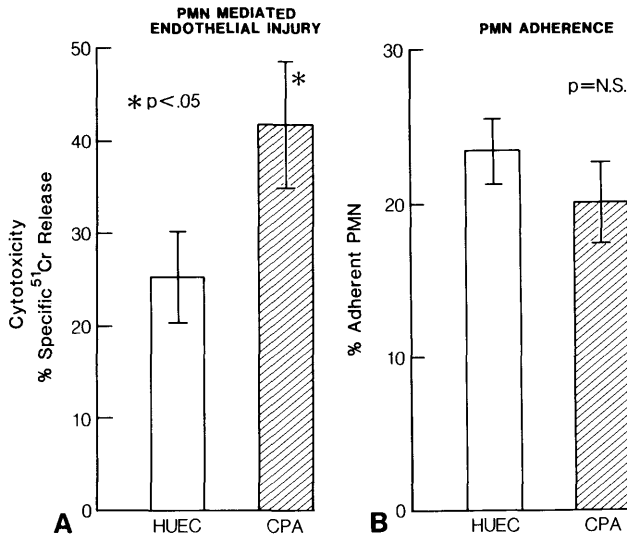 PMN MEDIATED
ENDOTHELIAL INJURY
50
40
30
20
10
0
Cytotoxicity
% Specific ⁵¹Cr Release
* p<.05
*
HUEC
CPA
A
PMN ADHERENCE
p=N.S.
30
20
10
0
% Adherent PMN
HUEC
CPA
B